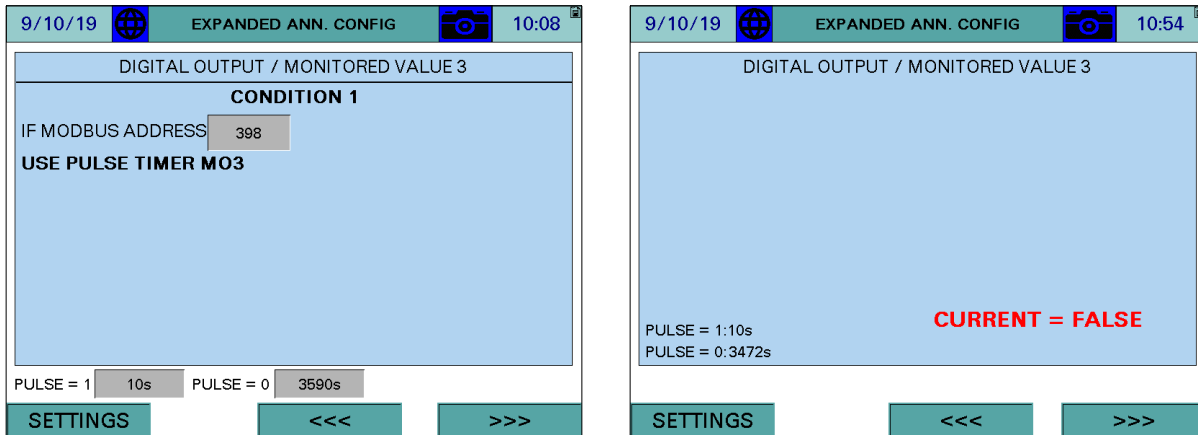 9/10/19 EXPANDED ANN. CONFIG 10:08
DIGITAL OUTPUT / MONITORED VALUE 3
CONDITION 1
IF MODBUS ADDRESS 398
USE PULSE TIMER MO3
PULSE = 1 10s PULSE = 0 3590s
SETTINGS <<< >>>
9/10/19 EXPANDED ANN. CONFIG 10:54
DIGITAL OUTPUT / MONITORED VALUE 3
CURRENT = FALSE
PULSE = 1:10s
PULSE = 0:3472s
SETTINGS <<< >>>